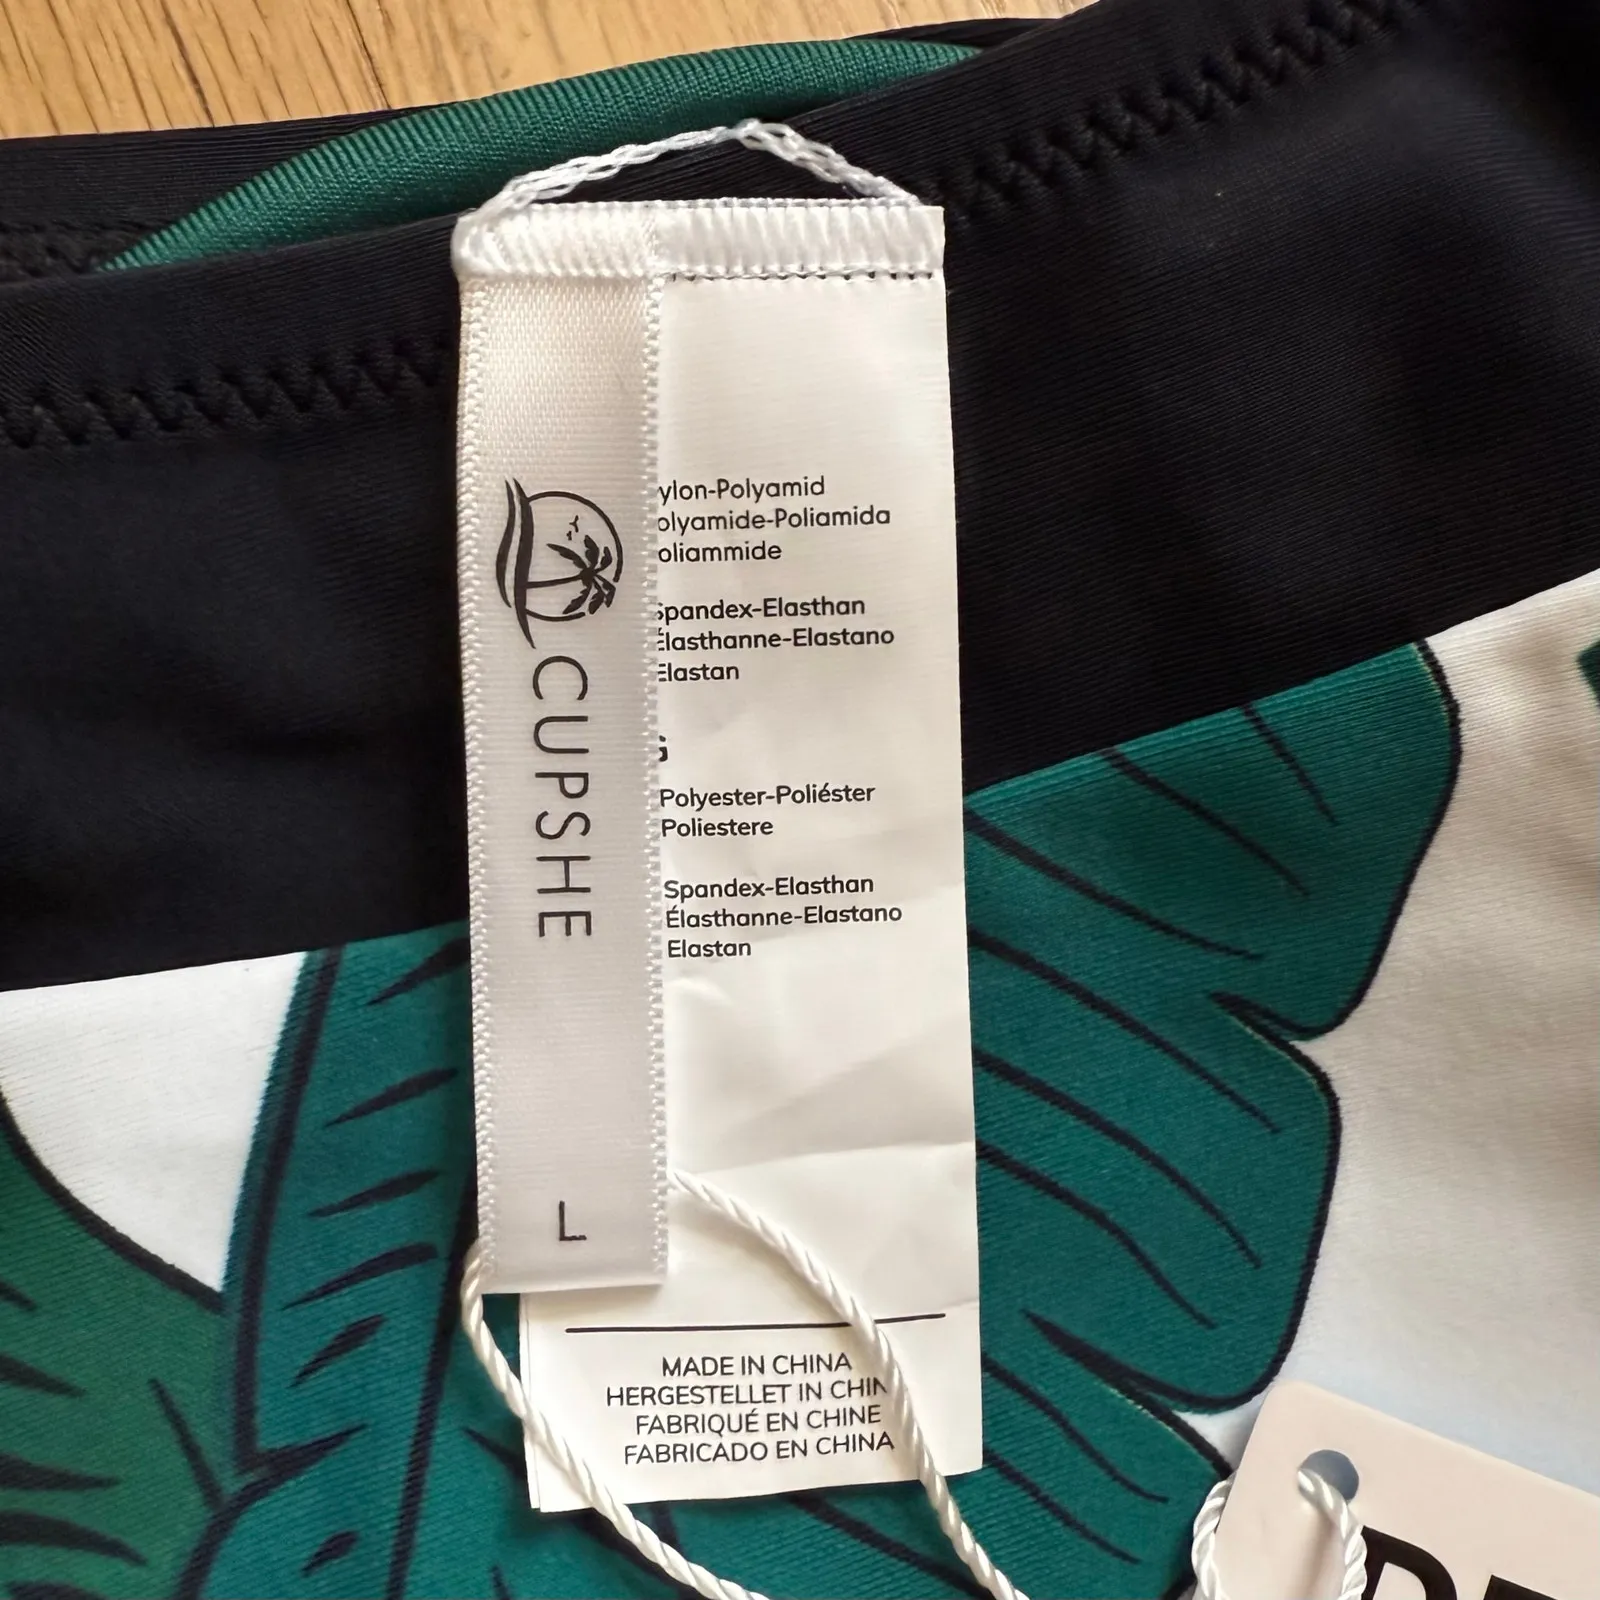 CUPSHE
L
ylon-Polyamid
olyamide-Poliamida
oliammide
Spandex-Elasthan
Élasthanne-Elastano
Elastan
Polyester-Poliéster
Poliestere
Spandex-Elasthan
Élasthanne-Elastano
Elastan
MADE IN CHINA
HERGESTELLET IN CHIN
FABRIQUÉ EN CHINE
FABRICADO EN CHINA